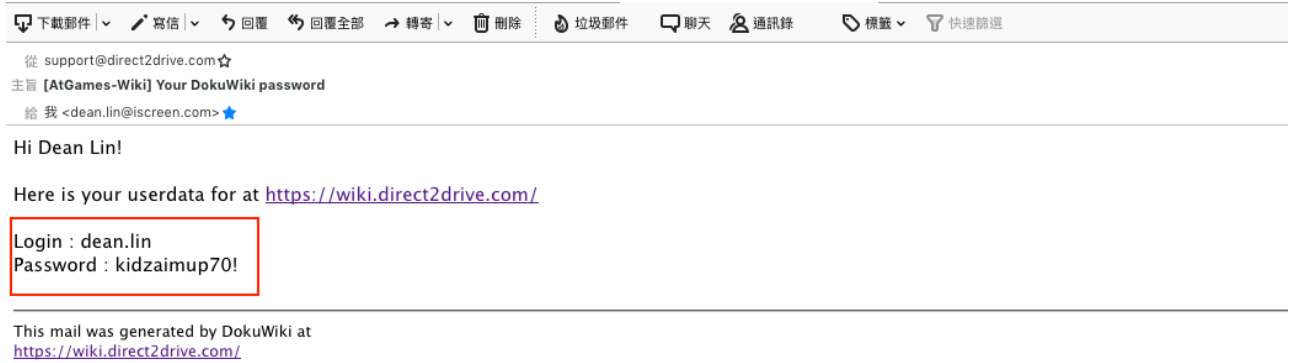 下載郵件 寫信 回覆 回覆全部 轉寄 刪除 垃圾郵件 聊天 通訊錄 標籤 快速篩選
從 support@direct2drive.com
主旨 [AtGames-Wiki] Your DokuWiki password
給 我 <dean.lin@iscreen.com>
Hi Dean Lin!
Here is your userdata for at https://wiki.direct2drive.com/
Login : dean.lin
Password : kidzaimup70!
This mail was generated by DokuWiki at
https://wiki.direct2drive.com/